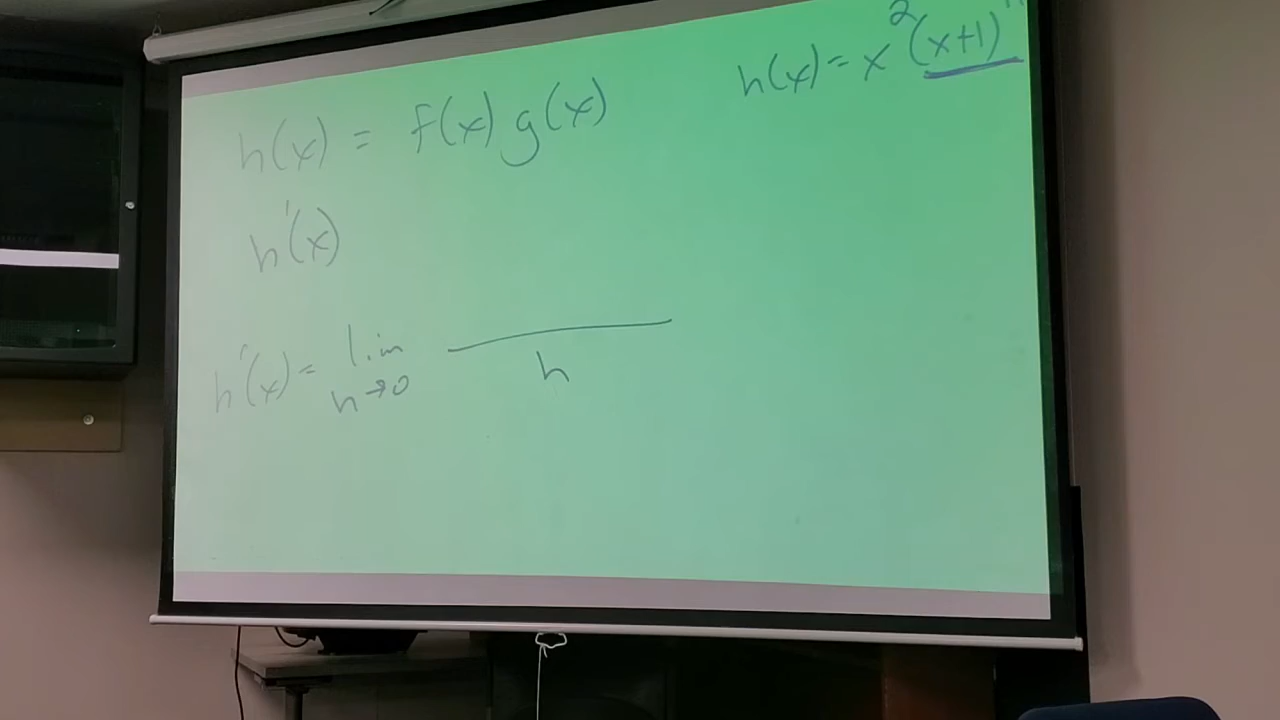 h(x) = f(x) g(x)
h(x) = x²(x+1)
h'(x)
h'(x) = lim
h→0
h